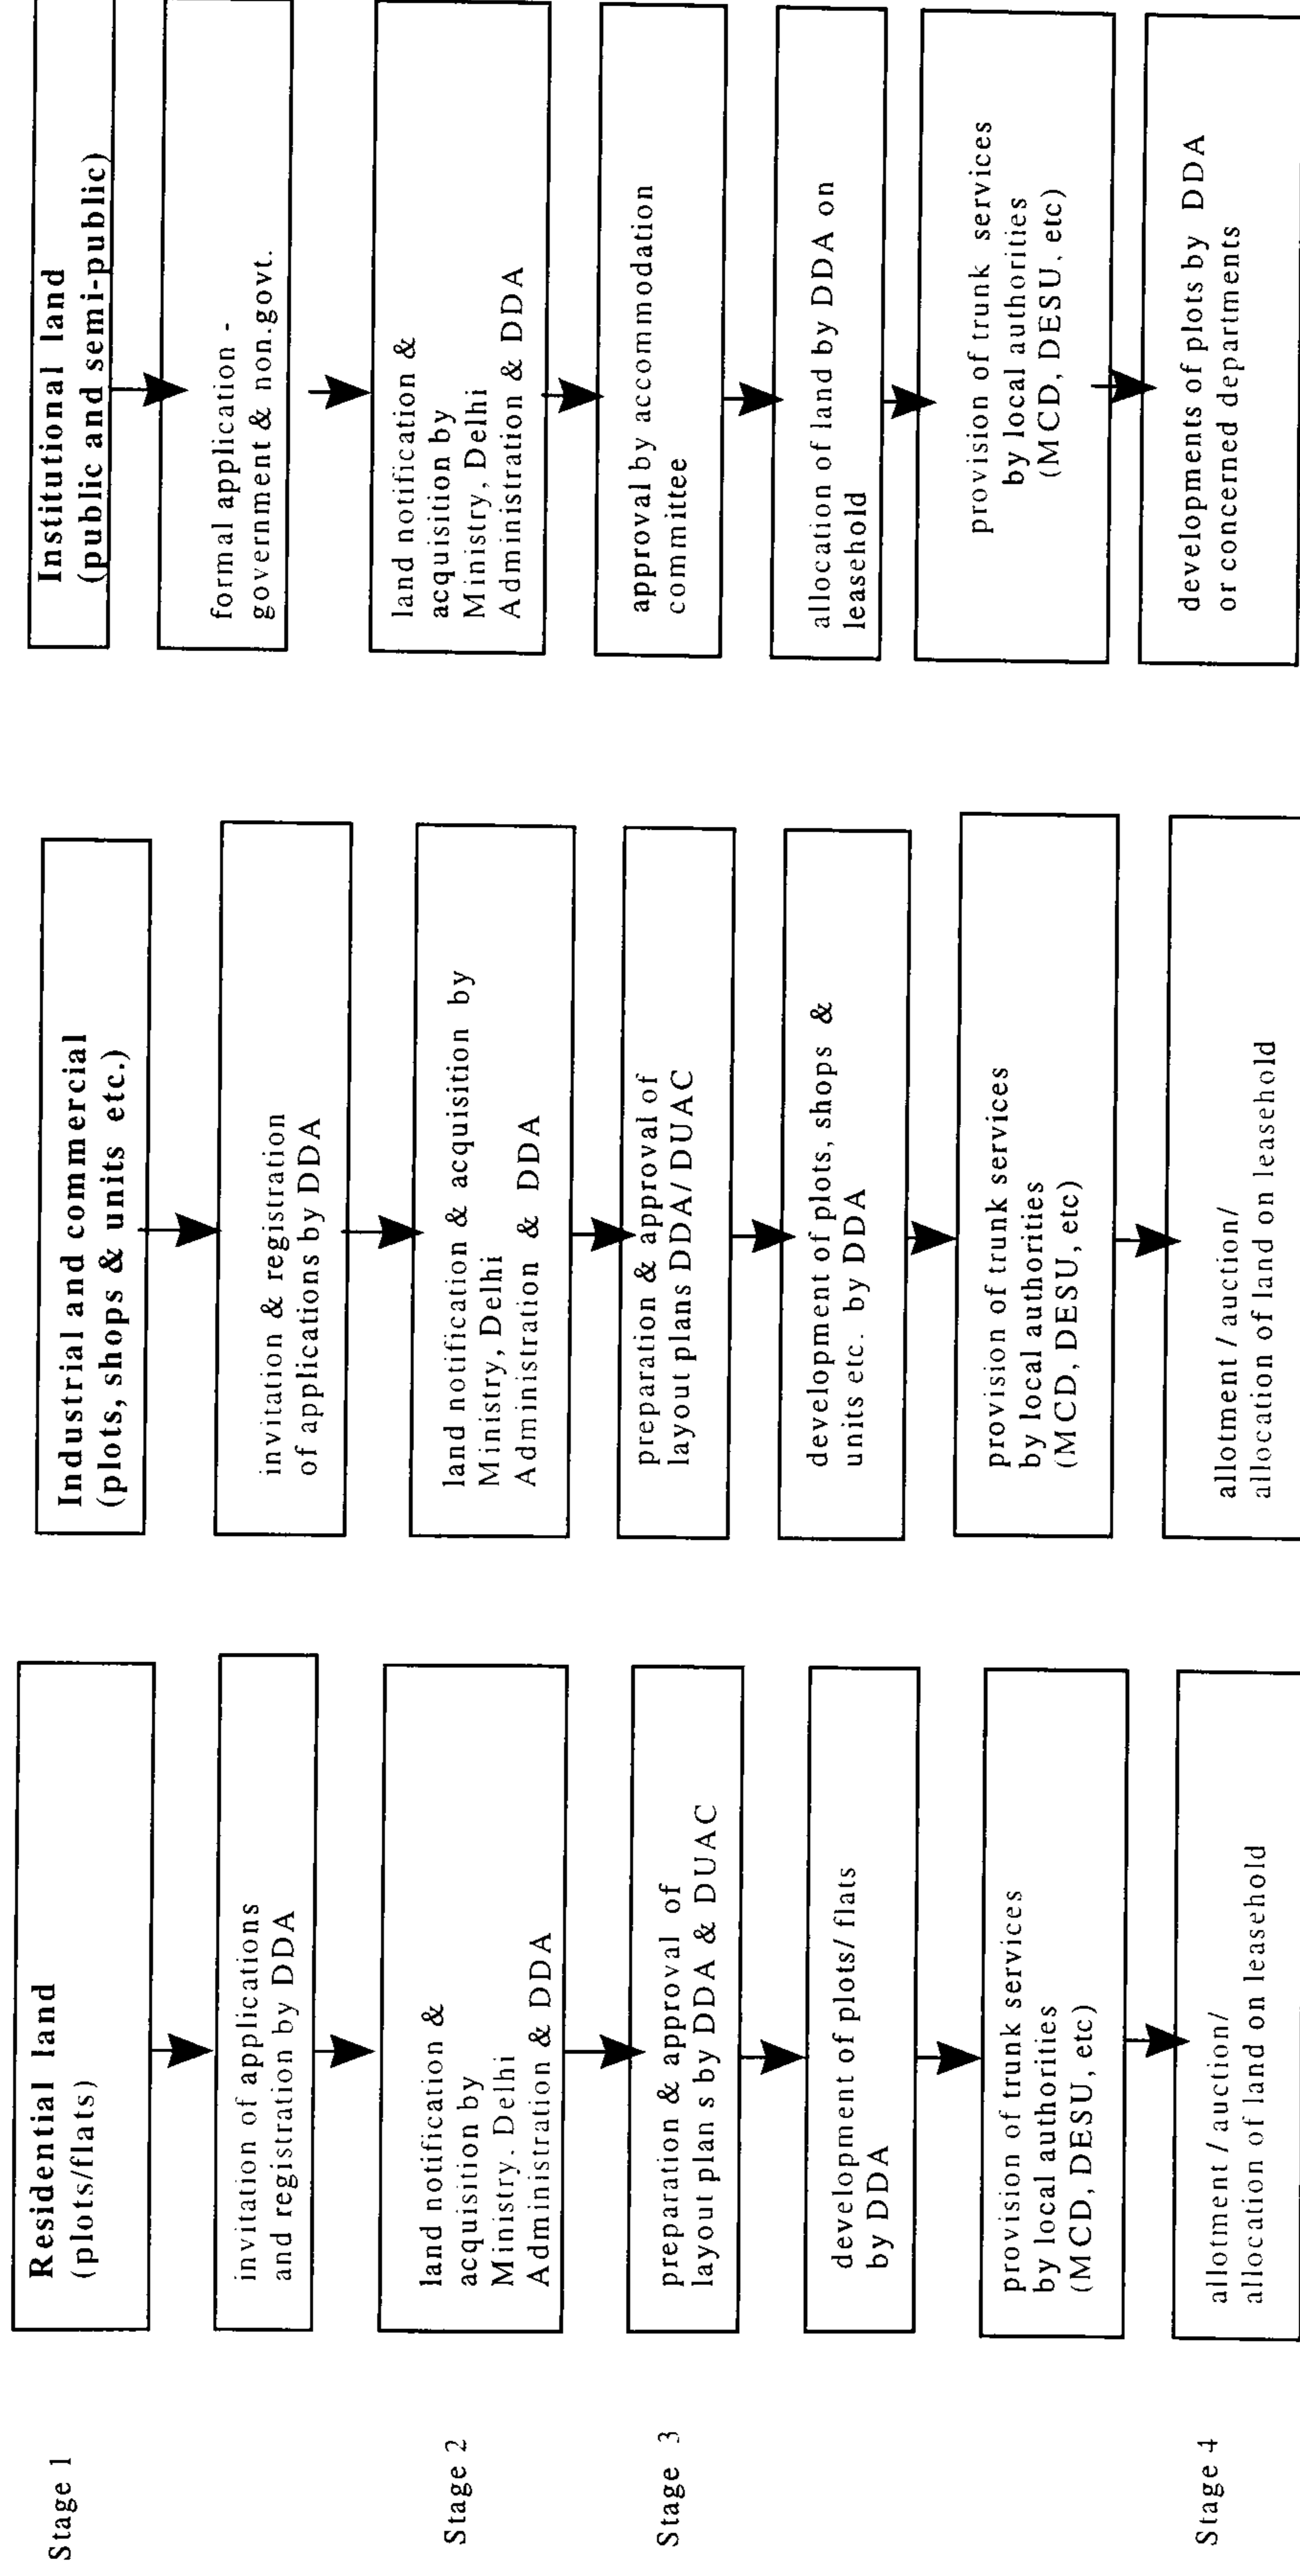 Stage 1
Residential land
(plots/flats)
Industrial and commercial
(plots, shops & units etc.)
Institutional land
(public and semi-public)
invitation of applications
and registration by DDA
invitation & registration
of applications by DDA
formal application -
government & non.govt.
Stage 2
land notification &
acquisition by
Ministry. Delhi
Administration & DDA
land notification & acquisition by
Ministry, Delhi
Administration & DDA
land notification &
acquisition by
Ministry, Delhi
Administration & DDA
Stage 3
preparation & approval of
layout plan s by DDA & DUAC
preparation & approval of
layout plans DDA/ DUAC
approval by accommodation
committee
development of plots/ flats
by DDA
development of plots, shops &
units etc. by DDA
allocation of land by DDA on
leasehold
provision of trunk services
by local authorities
(MCD, DESU, etc)
provision of trunk services
by local authorities
(MCD, DESU, etc)
provision of trunk services
by local authorities
(MCD, DESU, etc)
Stage 4
allotment / auction/
allocation of land on leasehold
allotment / auction/
allocation of land on leasehold
developments of plots by DDA
or concerned departments